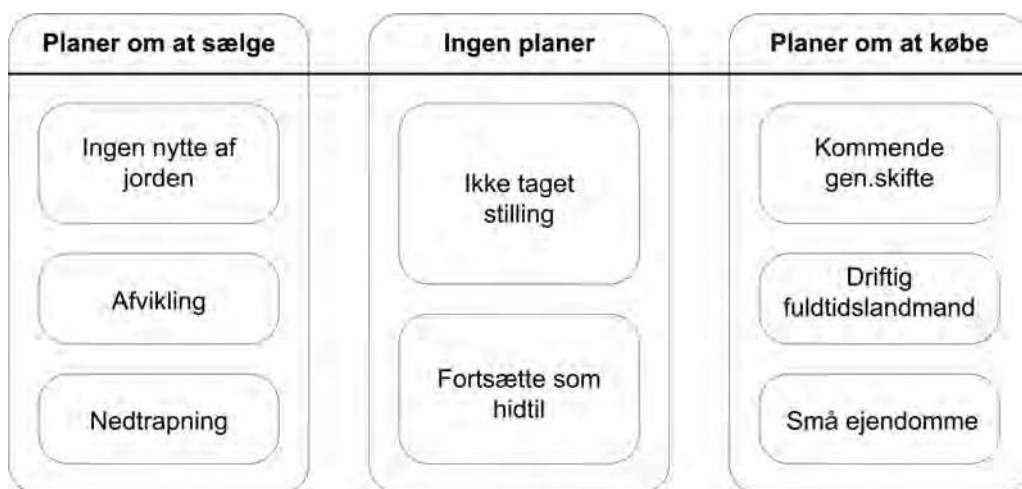 Planer om at sælge
Ingen nytte af
jorden
Afvikling
Nedtrapning
Ingen planer
Ikke taget
stilling
Fortsætte som
hidtil
Planer om at købe
Kommende
gen.skifte
Driftig
fuldtidslandmand
Små ejendomme